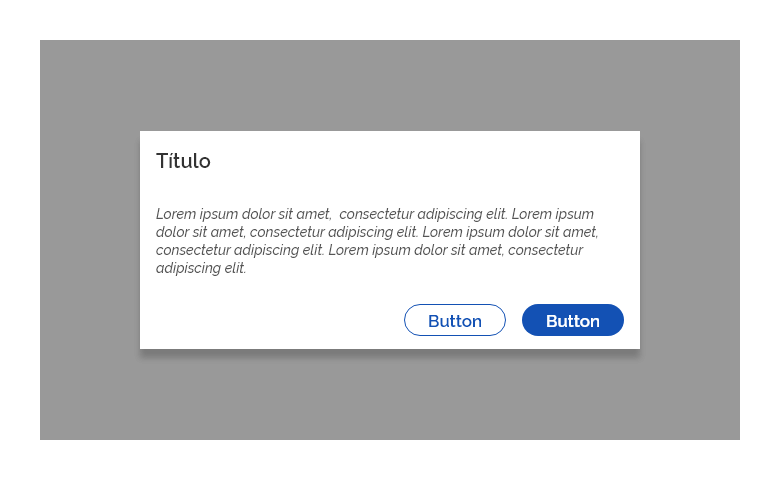 Título
Lorem ipsum dolor sit amet,  consectetur adipiscing elit. Lorem ipsum
dolor sit amet, consectetur adipiscing elit. Lorem ipsum dolor sit amet,
consectetur adipiscing elit. Lorem ipsum dolor sit amet, consectetur
adipiscing elit.
Button Button